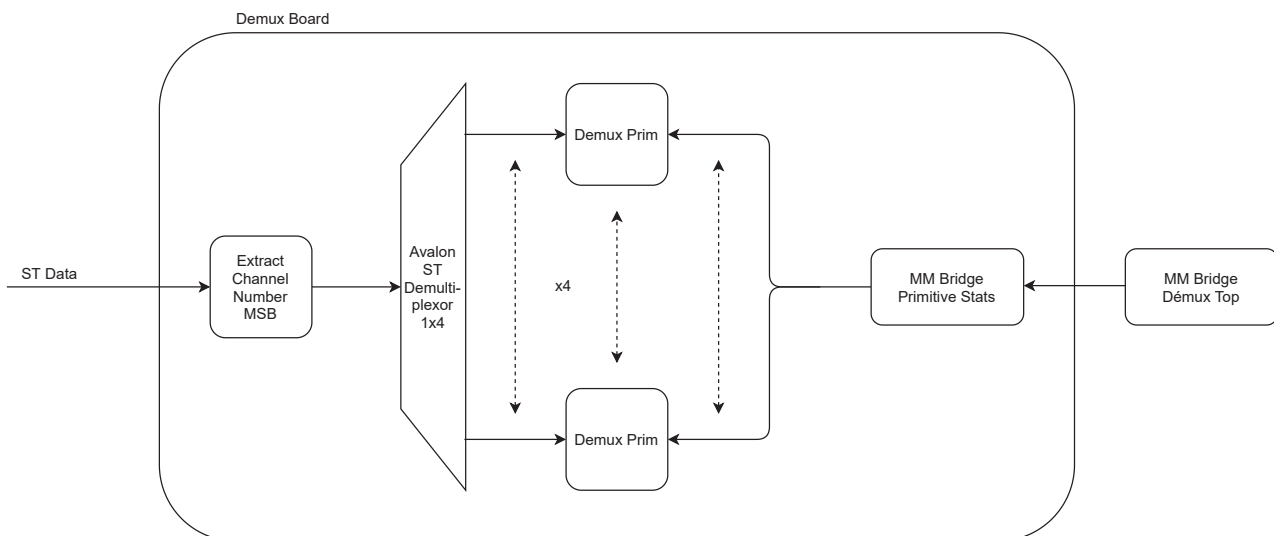 Demux Board
ST Data
Extract
Channel
Number
MSB
Avalon
ST
Demulti-
plexor
1x4
Demux Prim
x4
Demux Prim
MM Bridge
Primitive Stats
MM Bridge
Démux Top